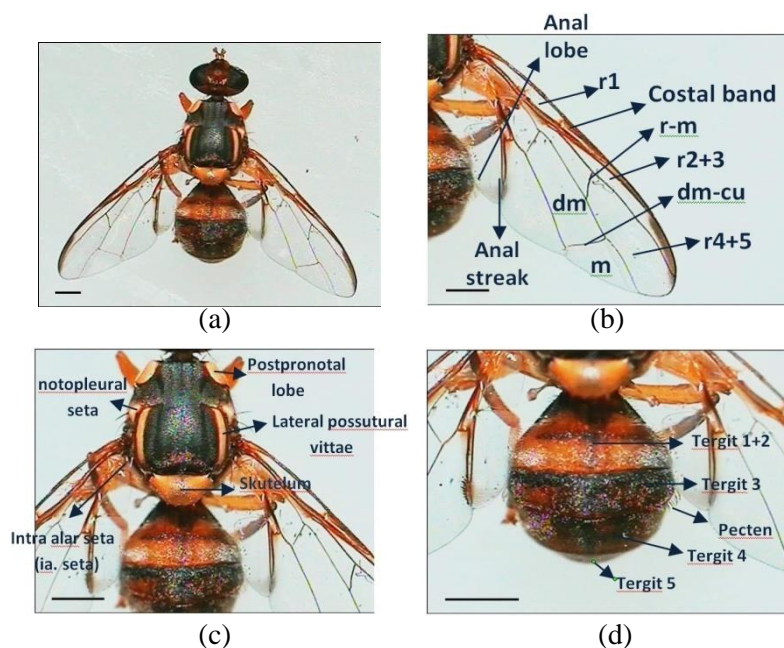 Anal
lobe
r1
Costal band
r-m
r2+3
dm-cu
dm
r4+5
Anal
streak
m
(a)
(b)
Postpronotal
lobe
notopleural
seta
Lateral possutural
vittae
Skutelum
Intra alar seta
(ia. seta)
(c)
Tergit 1+2
Tergit 3
Pecten
Tergit 4
Tergit 5
(d)